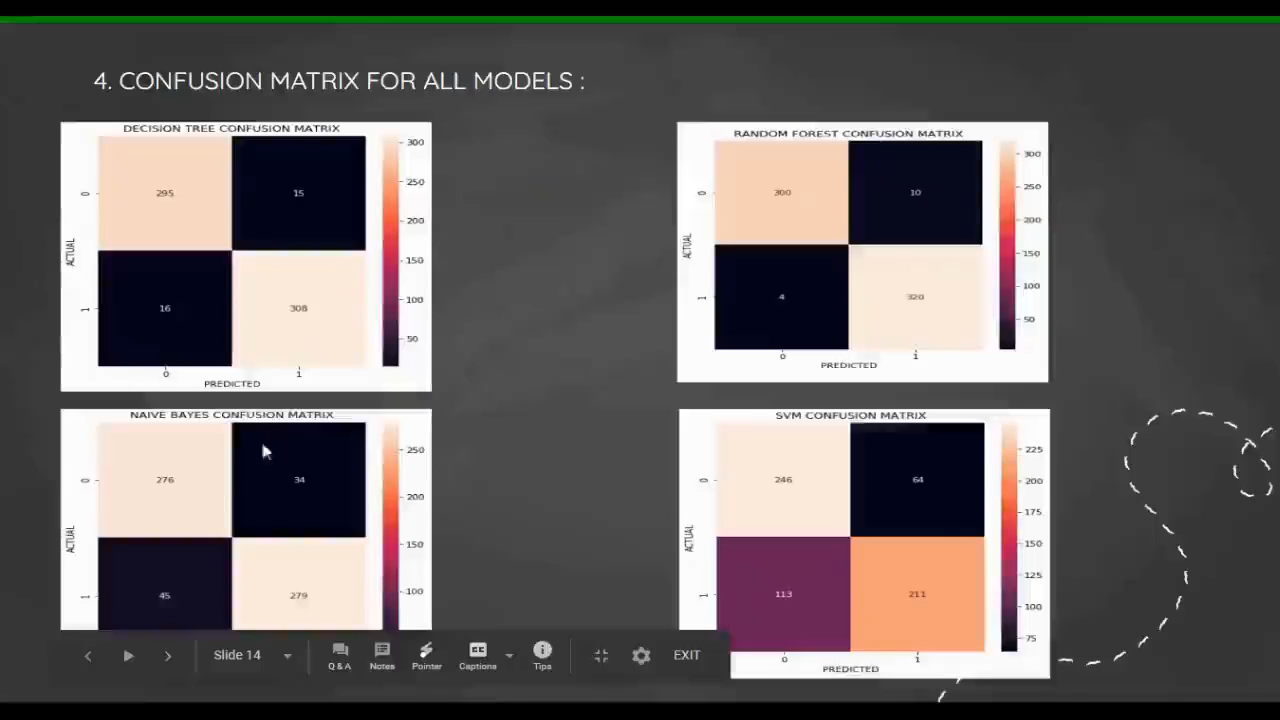 4. CONFUSION MATRIX FOR ALL MODELS :
DECISION TREE CONFUSION MATRIX
ACTUAL
0
1
295
15
16
308
0
1
PREDICTED
300
250
200
150
100
50
RANDOM FOREST CONFUSION MATRIX
ACTUAL
0
1
300
10
4
320
0
1
PREDICTED
300
250
200
150
100
50
NAIVE BAYES CONFUSION MATRIX
ACTUAL
0
1
276
34
45
279
250
200
150
100
SVM CONFUSION MATRIX
ACTUAL
0
1
246
64
113
211
0
1
PREDICTED
225
200
175
150
125
100
75
Slide 14
Q & A
Notes
Pointer
CC
Captions
Tips
EXIT